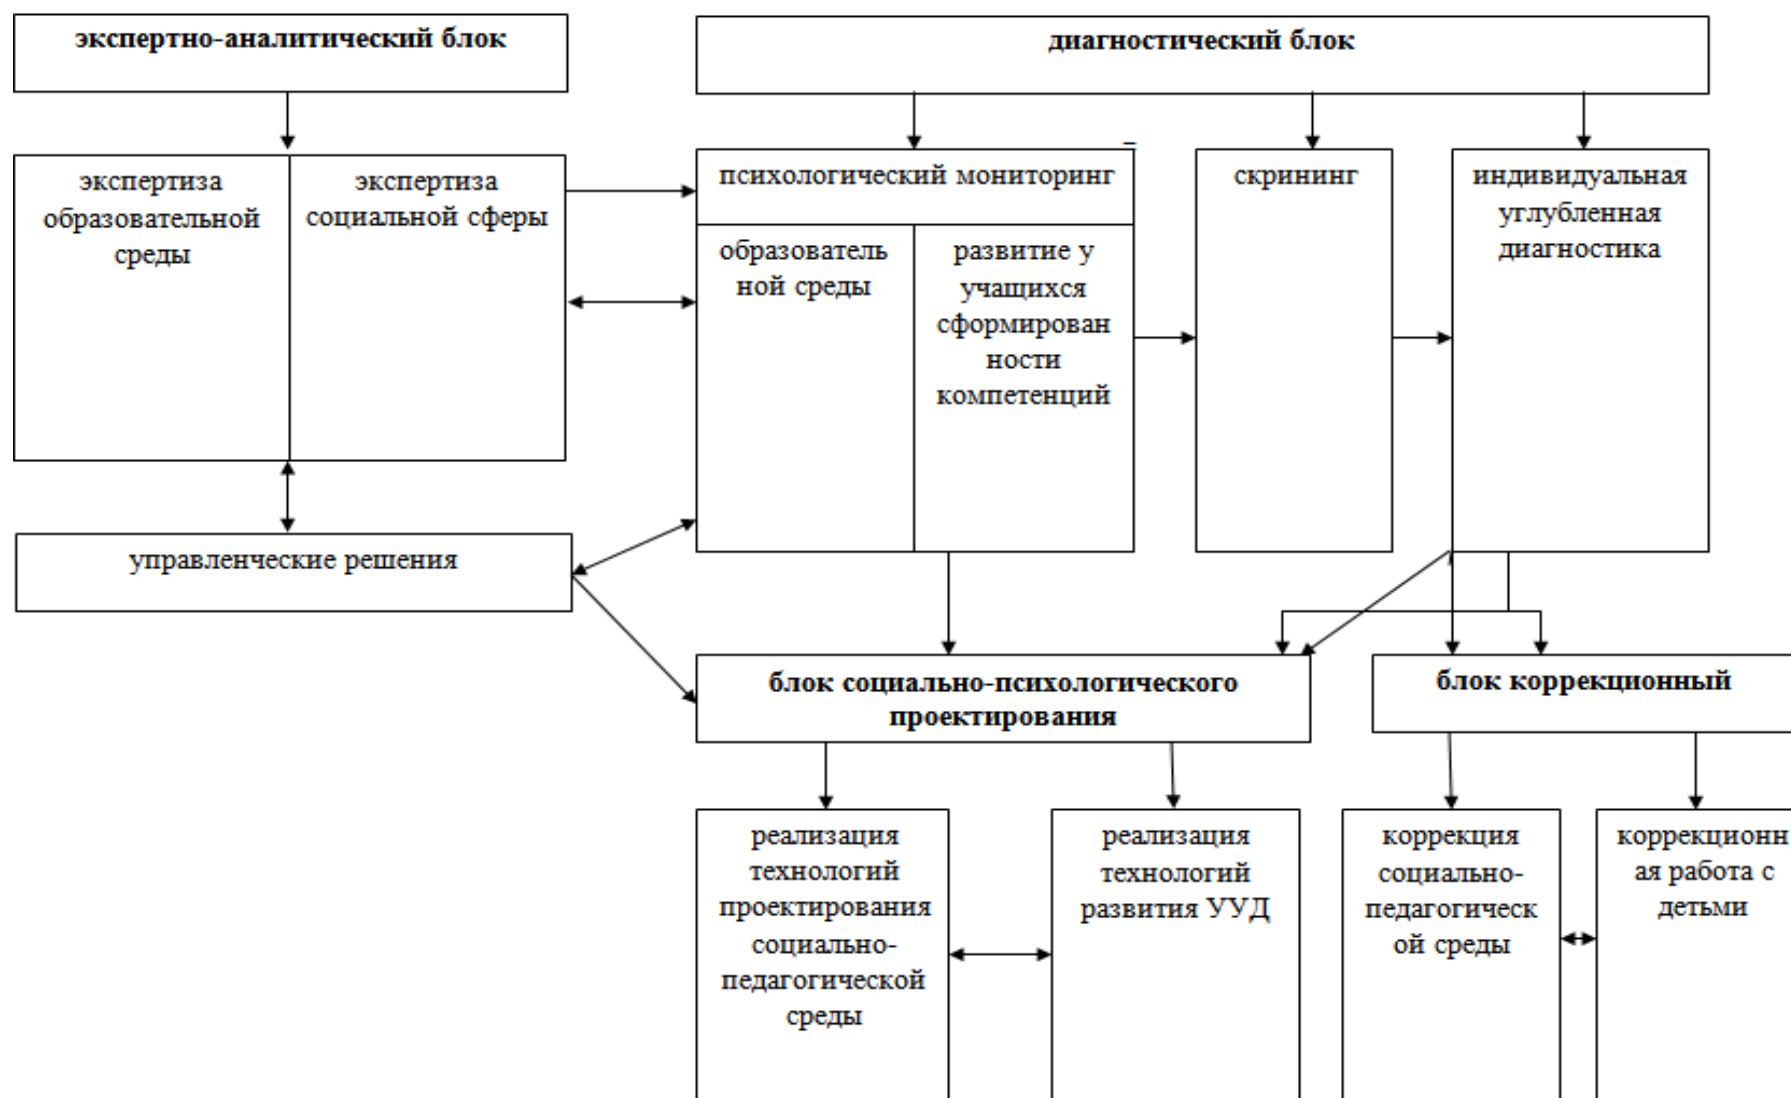 экспертно-аналитический блок
диагностический блок
экспертиза
образовательной
среды
экспертиза
социальной сферы
психологический мониторинг
образователь
ной среды
развитие у
учащихся
сформирован
ности
компетенций
скрининг
индивидуальная
углубленная
диагностика
управленческие решения
блок социально-психологического
проектирования
блок коррекционный
реализация
технологий
проектирования
социально-
педагогической
среды
реализация
технологий
развития УУД
коррекция
социально-
педагогическ
ой среды
коррекционн
ая работа с
детьми